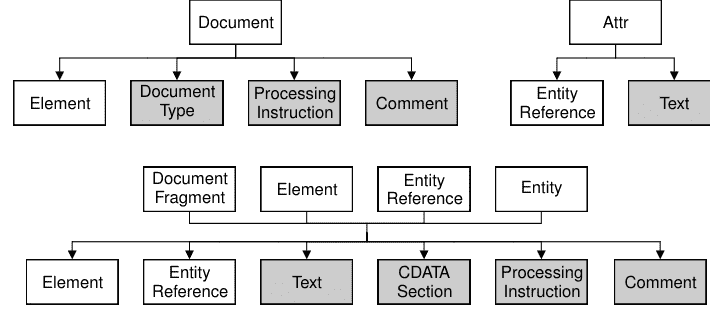 Document
Attr
Element
Document
Type
Processing
Instruction
Comment
Entity
Reference
Text
Document
Fragment
Element
Entity
Reference
Entity
Element
Entity
Reference
Text
CDATA
Section
Processing
Instruction
Comment